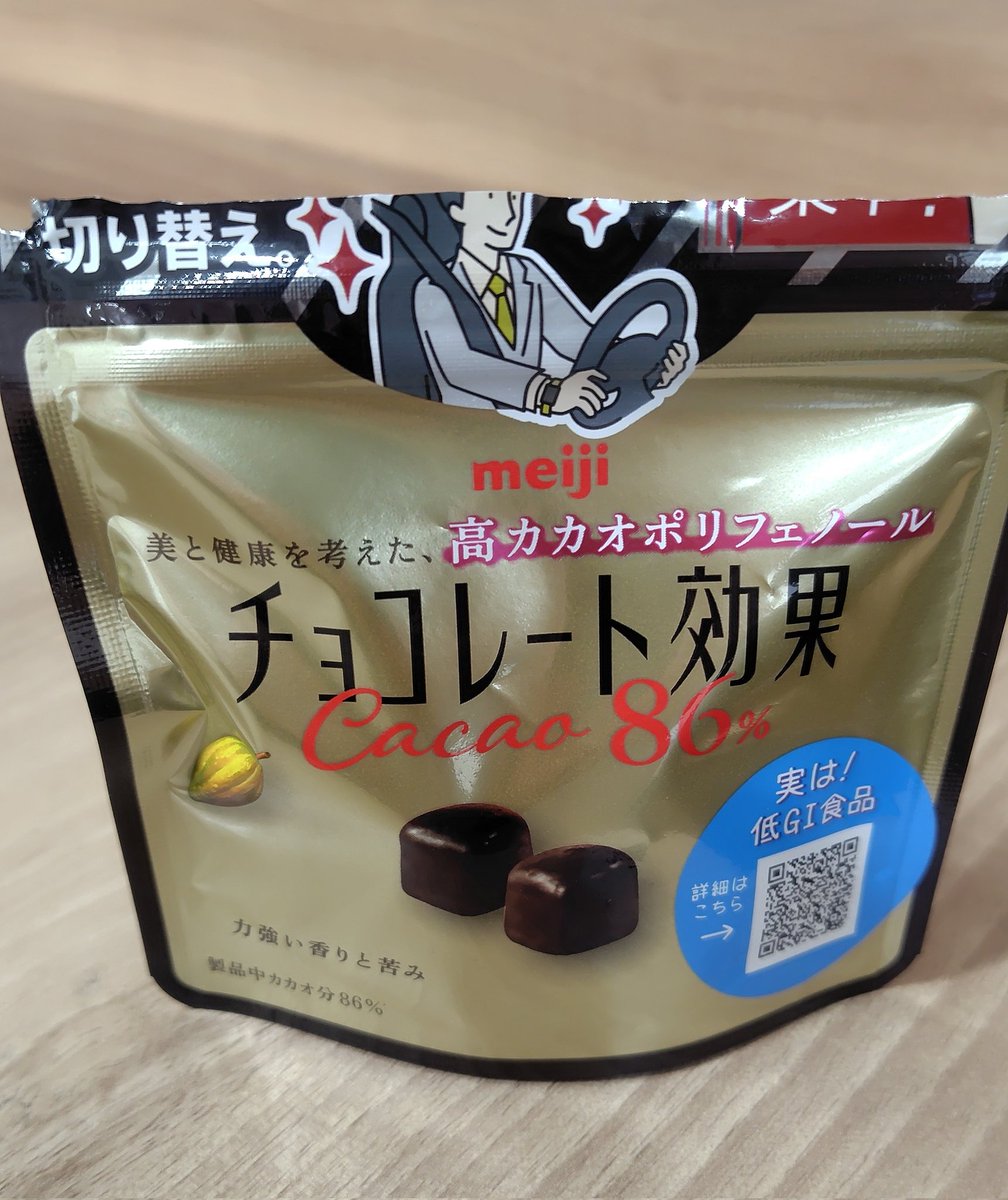 切り替え。
meiji
美と健康を考えた、高カカオポリフェノール
チョコレート効果
Cacao 86%
実は!
低GI食品
詳細は
こちら
→
力強い香りと苦み
製品中カカオ分86%